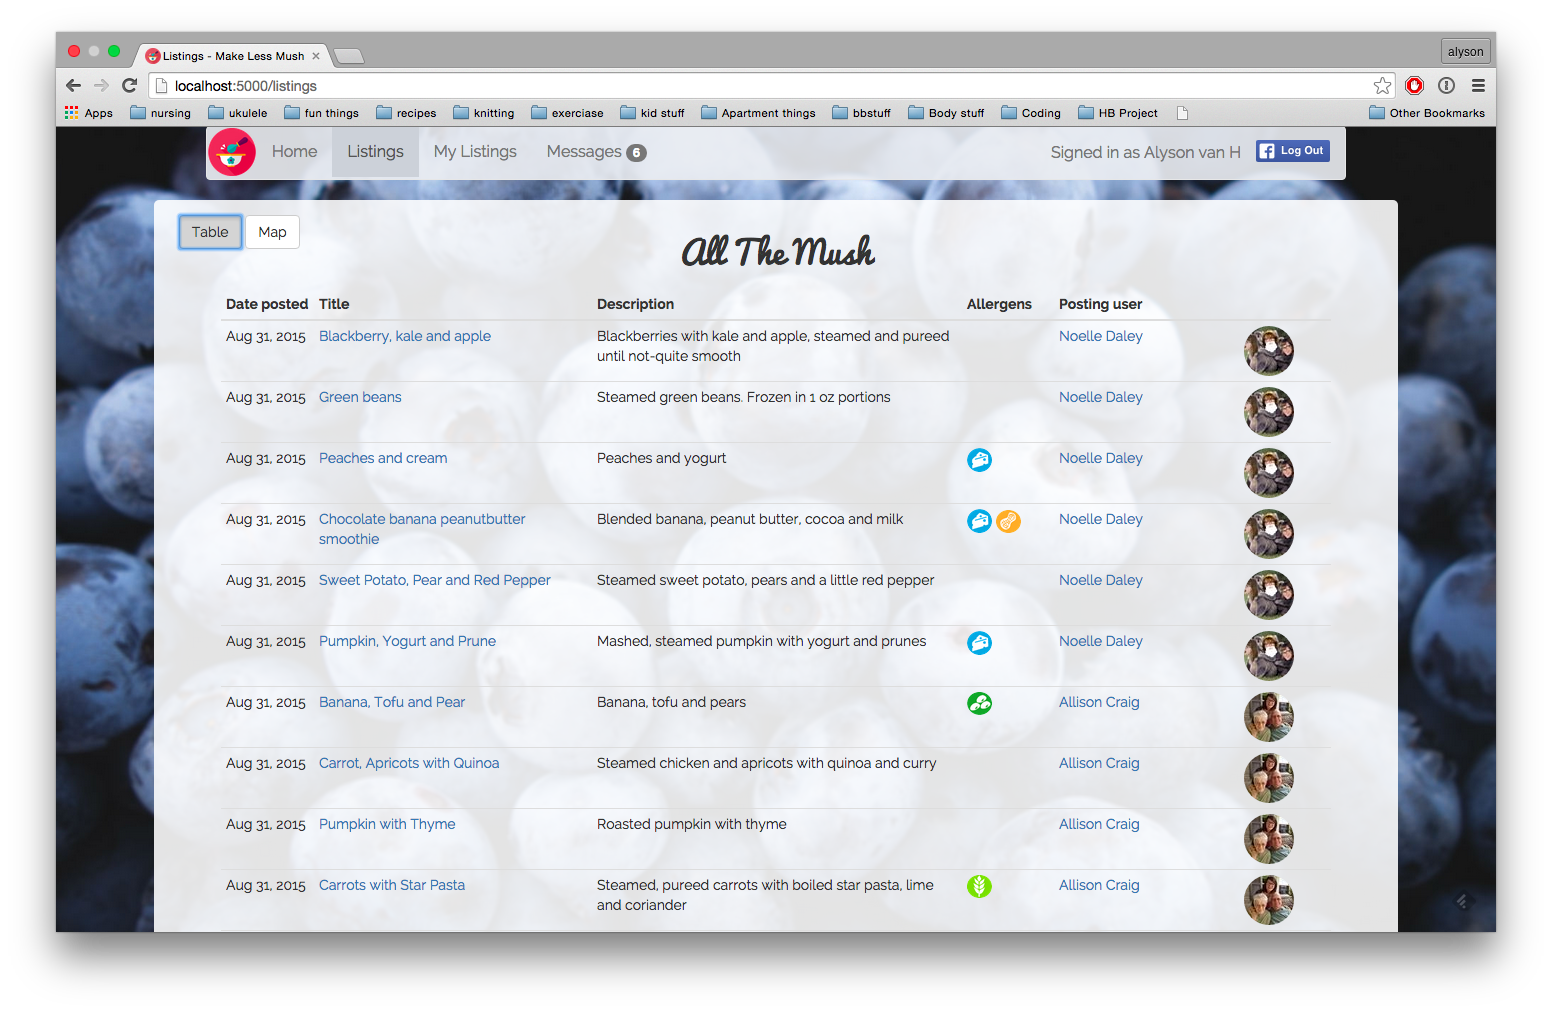 Listings - Make Less Mush
alyson
localhost:5000/listings
Apps nursing ukulele fun things recipes knitting exerciase kid stuff Apartment things bbstuff Body stuff Coding HB Project Other Bookmarks
Home Listings My Listings Messages 6 Signed in as Alyson van H Log Out
Table Map
All The Mush
Date posted Title Description Allergens Posting user
Aug 31, 2015 Blackberry, kale and apple Blackberries with kale and apple, steamed and pureed Noelle Daley
until not-quite smooth
Aug 31, 2015 Green beans Steamed green beans. Frozen in 1 oz portions Noelle Daley
Aug 31, 2015 Peaches and cream Peaches and yogurt Noelle Daley
Aug 31, 2015 Chocolate banana peanutbutter Blended banana, peanut butter, cocoa and milk Noelle Daley
smoothie
Aug 31, 2015 Sweet Potato, Pear and Red Pepper Steamed sweet potato, pears and a little red pepper Noelle Daley
Aug 31, 2015 Pumpkin, Yogurt and Prune Mashed, steamed pumpkin with yogurt and prunes Noelle Daley
Aug 31, 2015 Banana, Tofu and Pear Banana, tofu and pears Allison Craig
Aug 31, 2015 Carrot, Apricots with Quinoa Steamed chicken and apricots with quinoa and curry Allison Craig
Aug 31, 2015 Pumpkin with Thyme Roasted pumpkin with thyme Allison Craig
Aug 31, 2015 Carrots with Star Pasta Steamed, pureed carrots with boiled star pasta, lime Allison Craig
and coriander